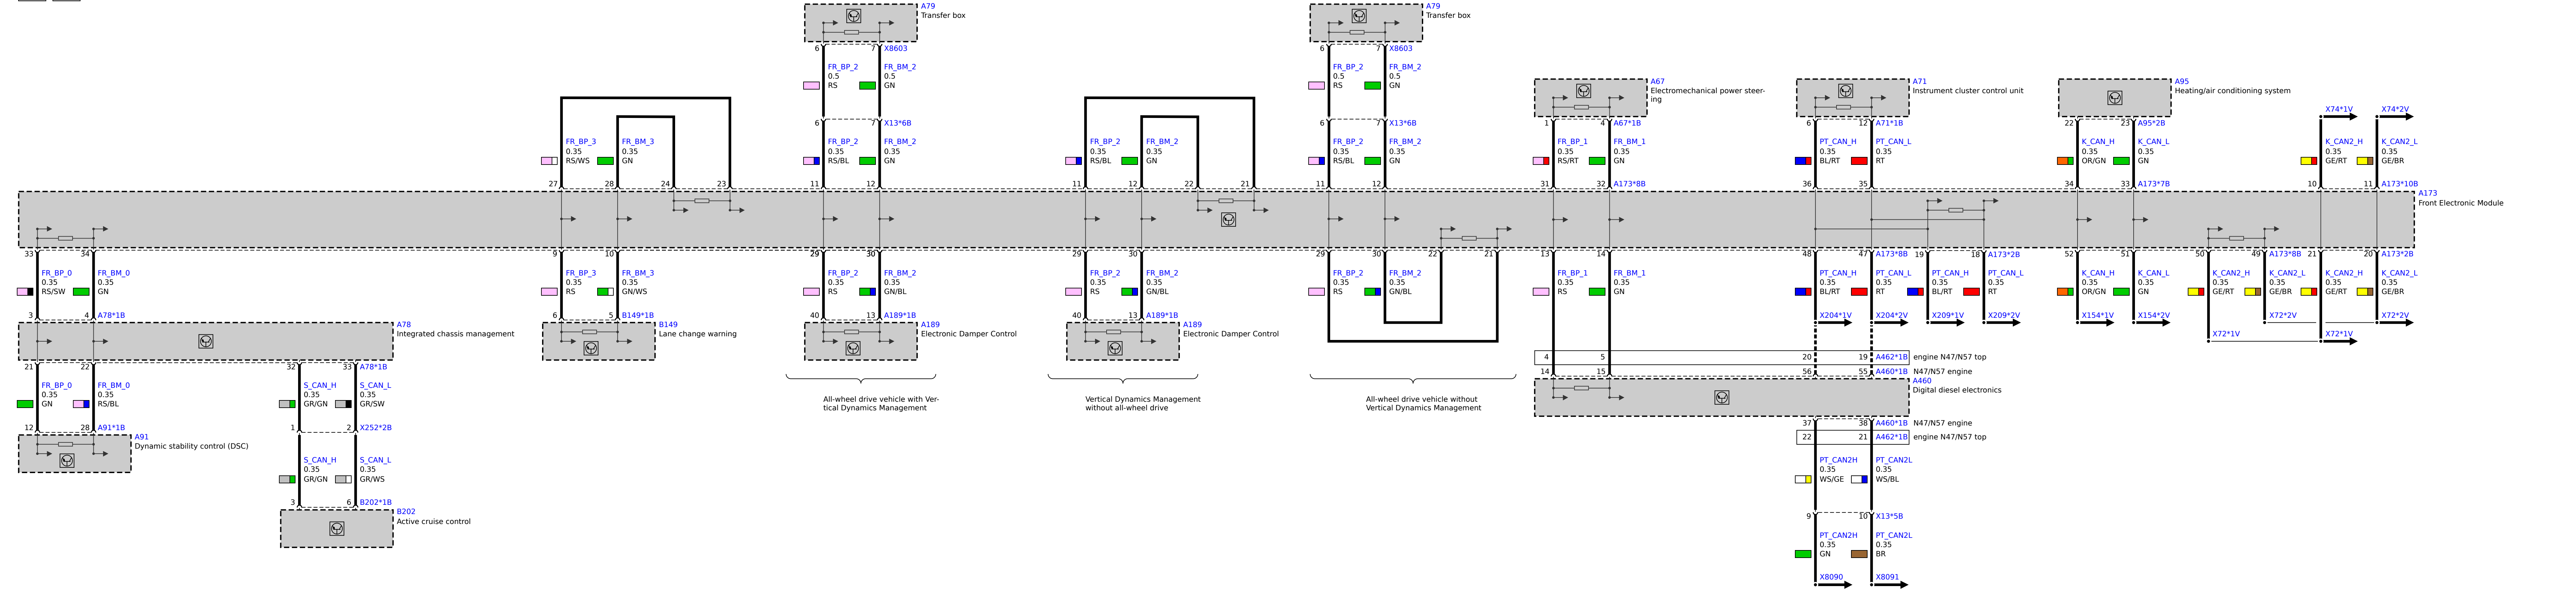 A79
Transfer box
A79
Transfer box
6
7
X8603
6
7
X8603
FR_BP_2
0.5
RS
FR_BM_2
0.5
GN
FR_BP_2
0.5
RS
FR_BM_2
0.5
GN
A67
Electromechanical power steer-
ing
A71
Instrument cluster control unit
A95
Heating/air conditioning system
X74*1V
X74*2V
6
7
X13*6B
6
7
X13*6B
1
4
A67*1B
6
12
A71*1B
22
23
A95*2B
FR_BP_3
0.35
RS/WS
FR_BM_3
0.35
GN
FR_BP_2
0.35
RS/BL
FR_BM_2
0.35
GN
FR_BP_2
0.35
RS/BL
FR_BM_2
0.35
GN
FR_BP_2
0.35
RS/BL
FR_BM_2
0.35
GN
FR_BP_1
0.35
RS/RT
FR_BM_1
0.35
GN
PT_CAN_H
0.35
BL/RT
PT_CAN_L
0.35
RT
K_CAN_H
0.35
OR/GN
K_CAN_L
0.35
GN
K_CAN2_H
0.35
GE/RT
K_CAN2_L
0.35
GE/BR
27
28
24
23
11
12
11
12
22
21
11
12
31
32
A173*8B
36
35
34
33
A173*7B
10
11
A173*10B
A173
Front Electronic Module
33
34
9
10
29
30
29
30
29
30
22
21
13
14
48
47
A173*8B
19
18
A173*2B
52
51
50
49
A173*8B
21
20
A173*2B
FR_BP_0
0.35
RS/SW
FR_BM_0
0.35
GN
FR_BP_3
0.35
RS
FR_BM_3
0.35
GN/WS
FR_BP_2
0.35
RS
FR_BM_2
0.35
GN/BL
FR_BP_2
0.35
RS
FR_BM_2
0.35
GN/BL
FR_BP_2
0.35
RS
FR_BM_2
0.35
GN/BL
FR_BP_1
0.35
RS
FR_BM_1
0.35
GN
PT_CAN_H
0.35
BL/RT
PT_CAN_L
0.35
RT
PT_CAN_H
0.35
BL/RT
PT_CAN_L
0.35
RT
K_CAN_H
0.35
OR/GN
K_CAN_L
0.35
GN
K_CAN2_H
0.35
GE/RT
K_CAN2_L
0.35
GE/BR
K_CAN2_H
0.35
GE/RT
K_CAN2_L
0.35
GE/BR
3
4
A78*1B
6
5
B149*1B
40
13
A189*1B
40
13
A189*1B
X204*1V
X204*2V
X209*1V
X209*2V
X154*1V
X154*2V
X72*2V
X72*2V
A78
Integrated chassis management
B149
Lane change warning
A189
Electronic Damper Control
A189
Electronic Damper Control
X72*1V
X72*1V
4
5
20
19
A462*1B
engine N47/N57 top
14
15
56
55
A460*1B
N47/N57 engine
21
22
32
33
A78*1B
A460
Digital diesel electronics
FR_BP_0
0.35
GN
FR_BM_0
0.35
RS/BL
S_CAN_H
0.35
GR/GN
S_CAN_L
0.35
GR/SW
All-wheel drive vehicle with Ver-
tical Dynamics Management
Vertical Dynamics Management
without all-wheel drive
All-wheel drive vehicle without
Vertical Dynamics Management
12
28
A91*1B
1
2
X252*2B
37
38
A460*1B
N47/N57 engine
22
21
A462*1B
engine N47/N57 top
A91
Dynamic stability control (DSC)
S_CAN_H
0.35
GR/GN
S_CAN_L
0.35
GR/WS
PT_CAN2H
0.35
WS/GE
PT_CAN2L
0.35
WS/BL
3
6
B202*1B
B202
Active cruise control
9
10
X13*5B
PT_CAN2H
0.35
GN
PT_CAN2L
0.35
BR
X8090
X8091